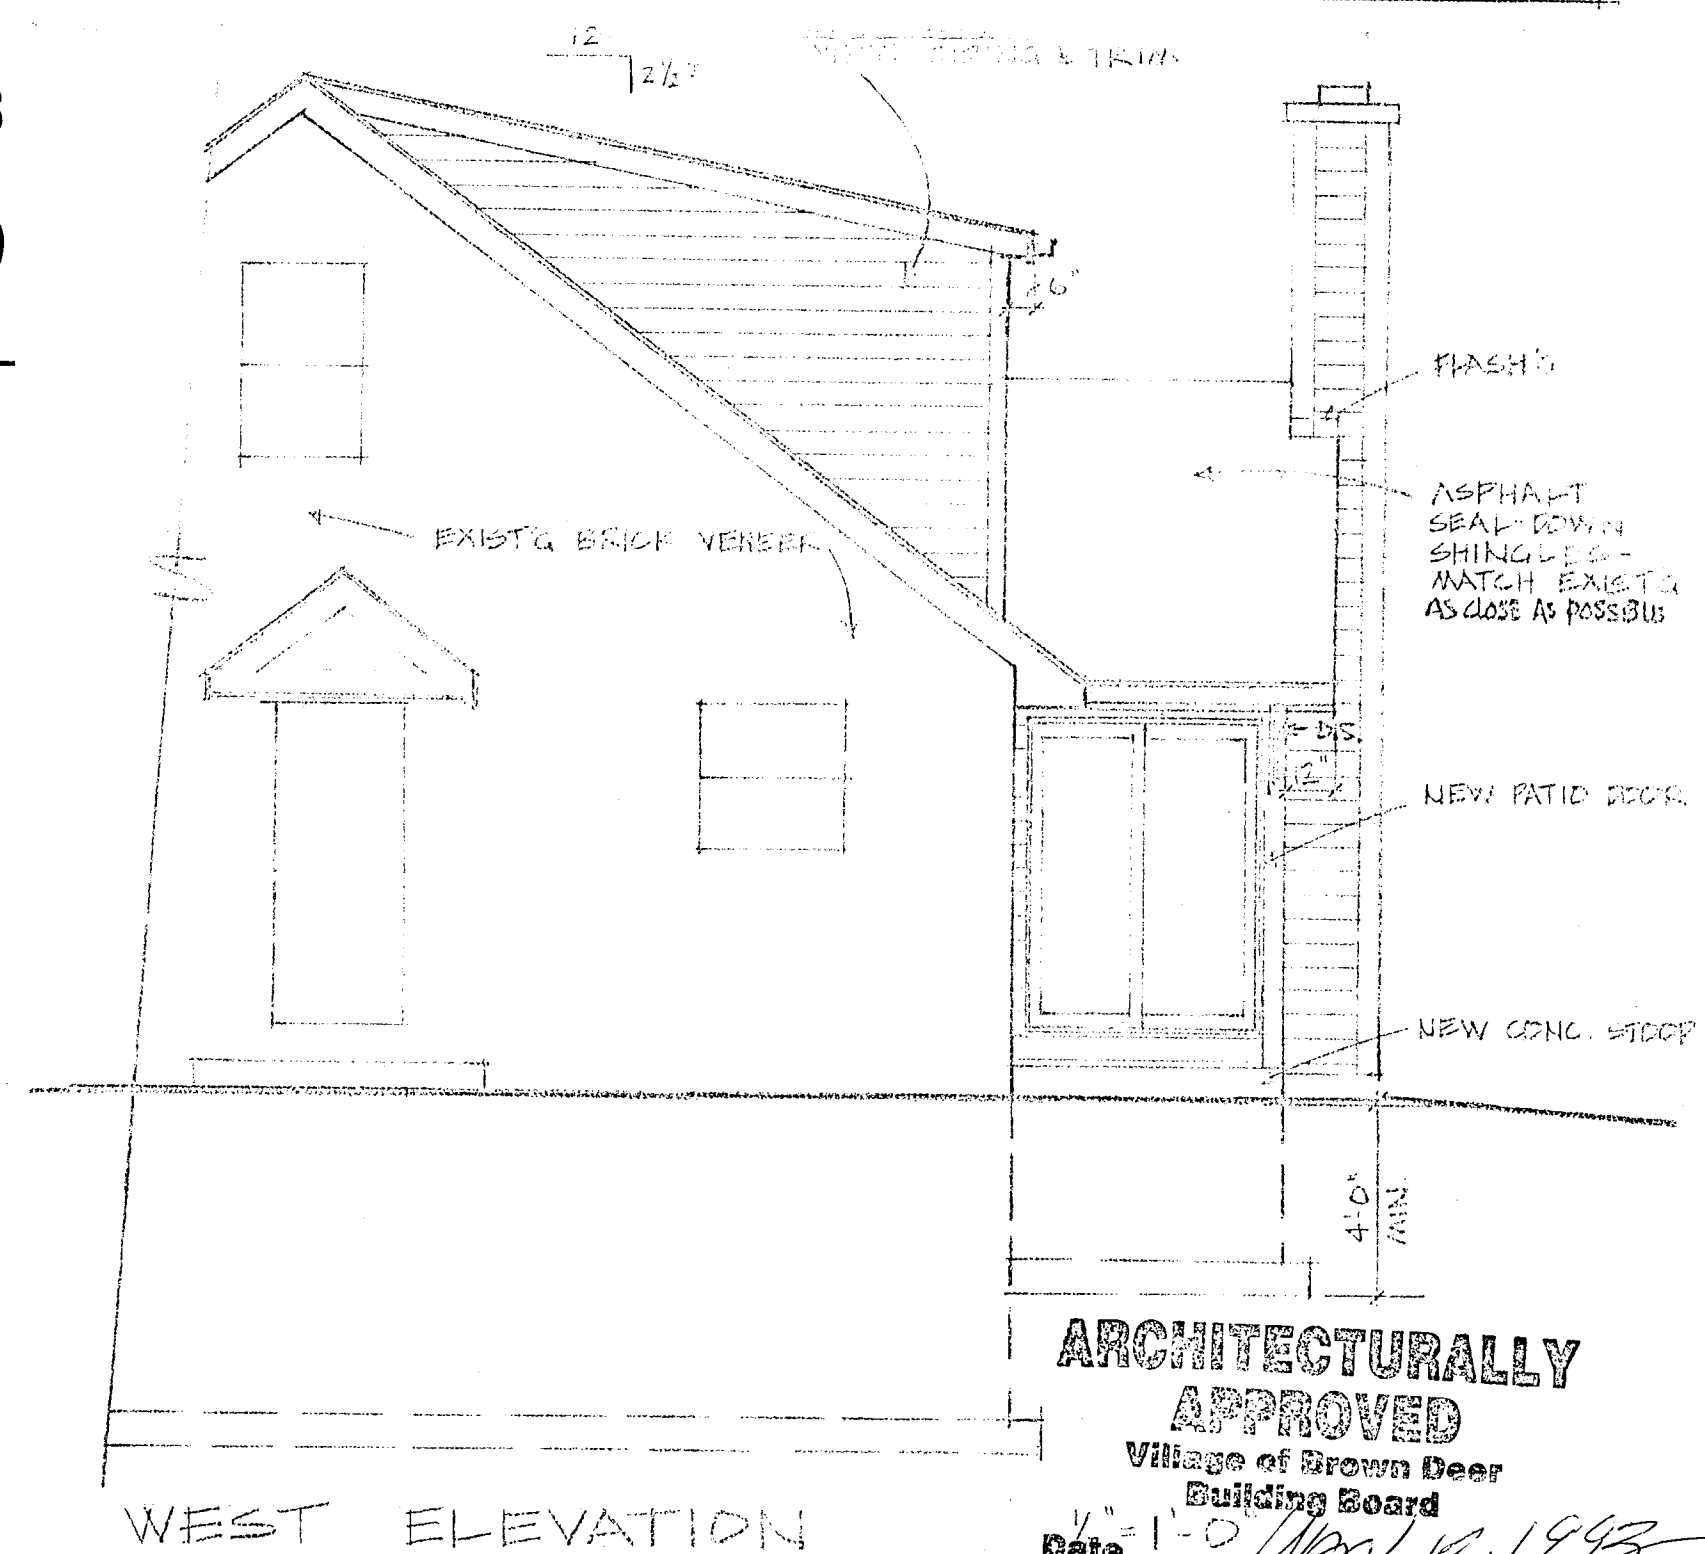 12
2½
SIDING & TRIM
6"
FLASH'G
ASPHALT
SEAL-DOWN
SHINGLES-
MATCH EXIST'G
AS CLOSE AS POSSIBLE
EXIST'G BRICK VENEER
D.S.
12"
NEW PATIO DOOR
NEW CONC. STOOP
4'-0"
MIN.
ARCHITECTURALLY
APPROVED
Village of Brown Deer
Building Board
WEST ELEVATION
Date
1'-0"
April 1993